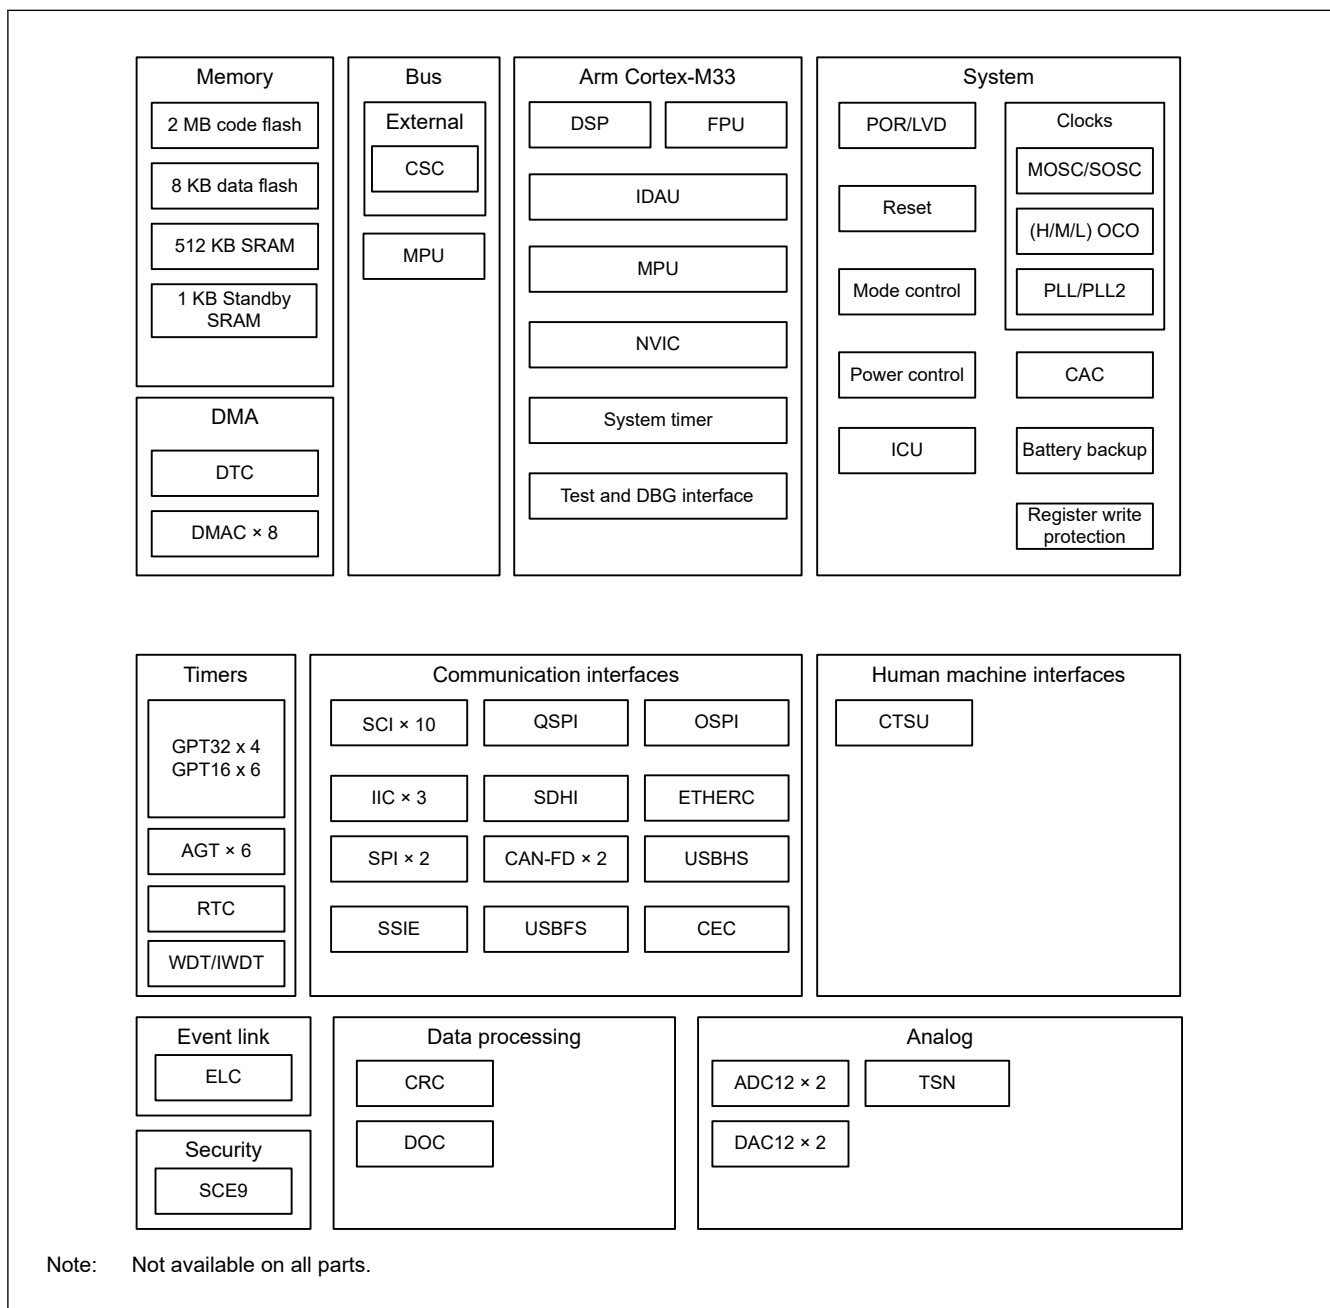 Memory
2 MB code flash
8 KB data flash
512 KB SRAM
1 KB Standby
SRAM
DMA
DTC
DMAC × 8
Bus
External
CSC
MPU
Arm Cortex-M33
DSP
FPU
IDAU
MPU
NVIC
System timer
Test and DBG interface
System
POR/LVD
Reset
Mode control
Power control
ICU
Clocks
MOSC/SOSC
(H/M/L) OCO
PLL/PLL2
CAC
Battery backup
Register write
protection
Timers
GPT32 x 4
GPT16 x 6
AGT × 6
RTC
WDT/IWDT
Communication interfaces
SCI × 10
QSPI
OSPI
IIC × 3
SDHI
ETHERC
SPI × 2
CAN-FD × 2
USBHS
SSIE
USBFS
CEC
Human machine interfaces
CTSU
Event link
ELC
Security
SCE9
Data processing
CRC
DOC
Analog
ADC12 × 2
TSN
DAC12 × 2
Note: Not available on all parts.